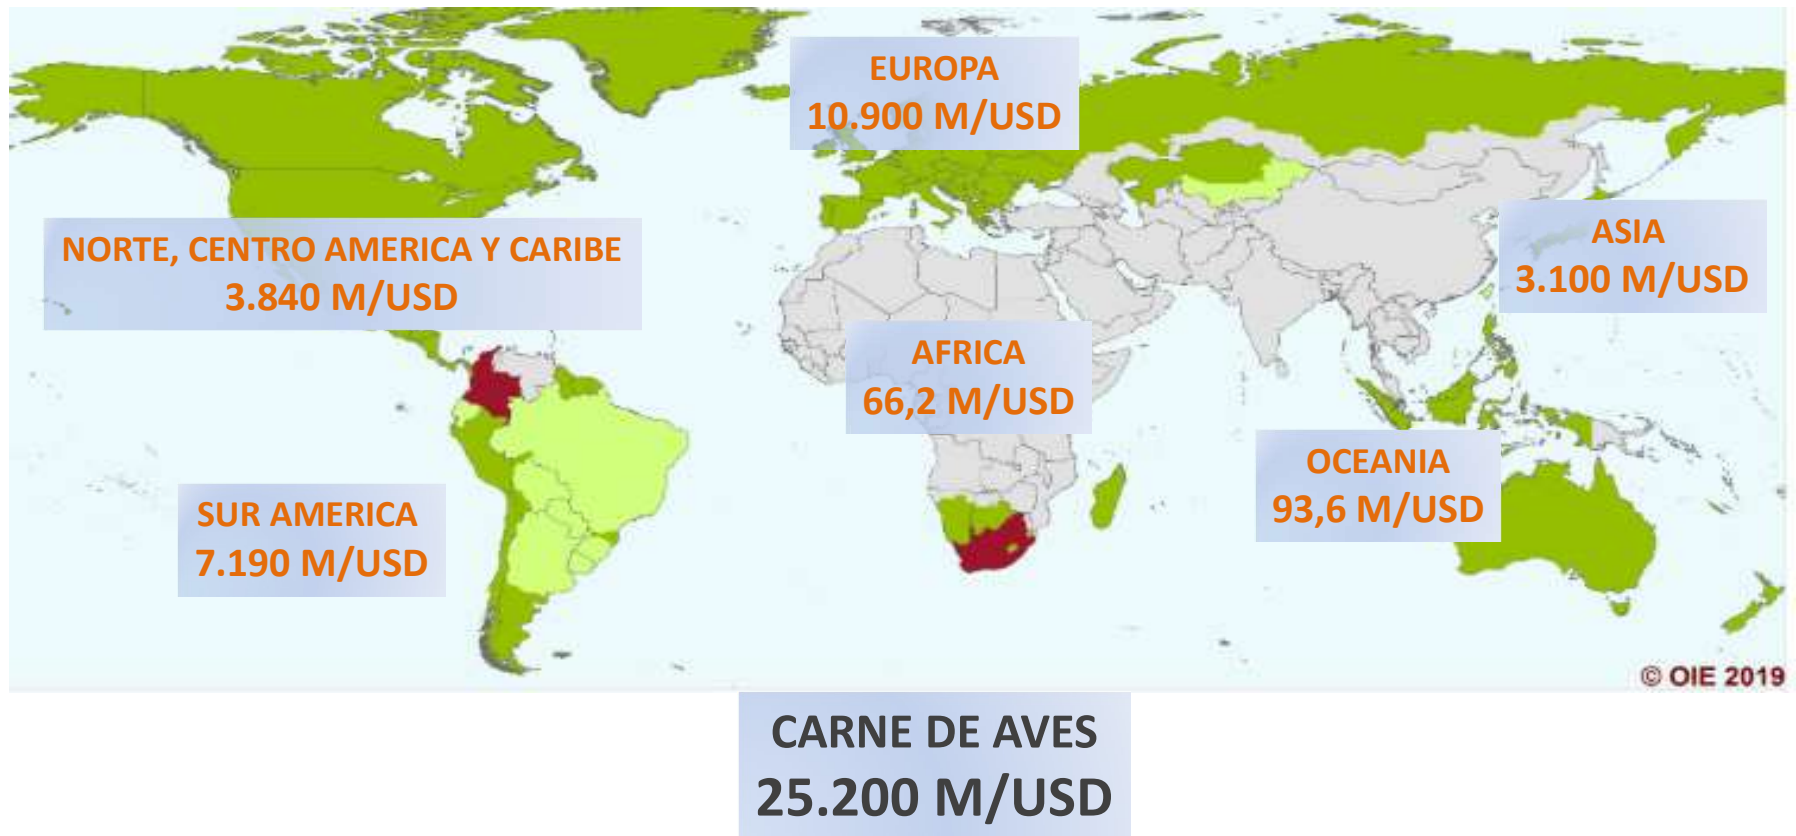 EUROPA
10.900 M/USD
NORTE, CENTRO AMERICA Y CARIBE
3.840 M/USD
ASIA
3.100 M/USD
AFRICA
66,2 M/USD
OCEANIA
93,6 M/USD
SUR AMERICA
7.190 M/USD
© OIE 2019
CARNE DE AVES
25.200 M/USD